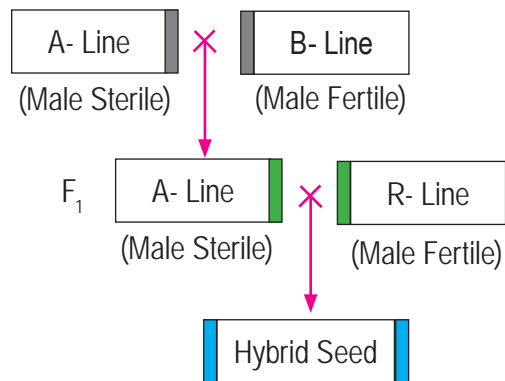 A- Line
B- Line
(Male Sterile)
(Male Fertile)
F1
A- Line
R- Line
(Male Sterile)
(Male Fertile)
Hybrid Seed